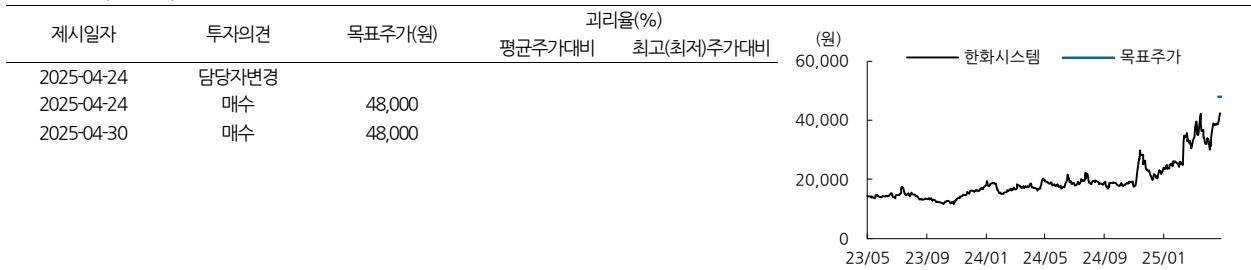 제시일자 투자의견 목표주가(원) 괴리율(%)
평균주가대비 최고(최저)주가대비
2025-04-24 담당자변경
2025-04-24 매수 48,000
2025-04-30 매수 48,000
(원)
한화시스템 목표주가
60,000
40,000
20,000
0
23/05 23/09 24/01 24/05 24/09 25/01